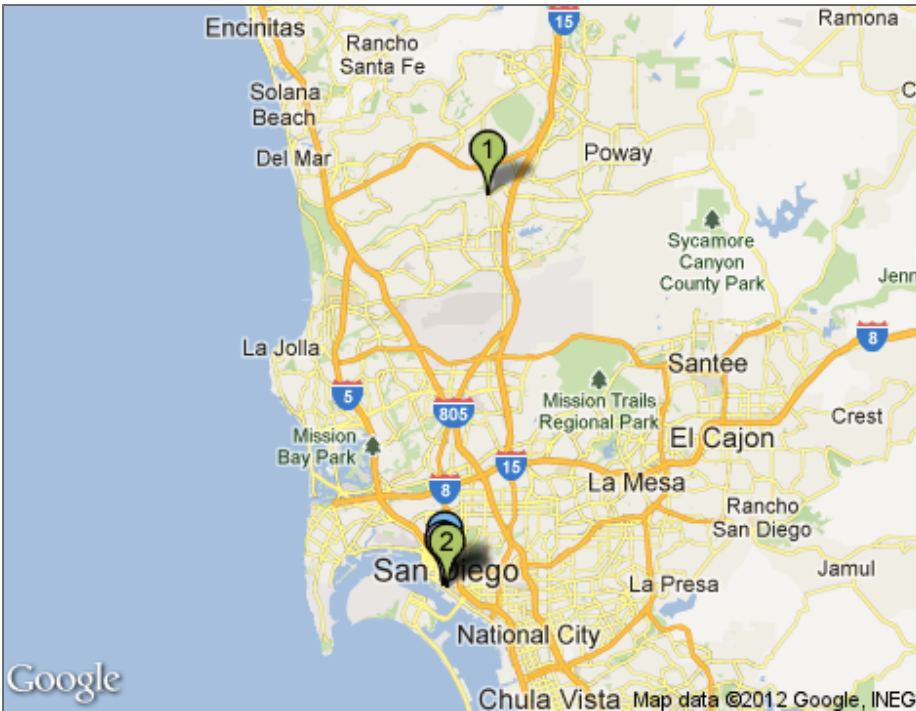 15
Ramona
Encinitas
Rancho
Santa Fe
Solana
Beach
C
1
Del Mar
Poway
Sycamore
Canyon
County Park
Jenn
La Jolla
8
Santee
5
Mission Trails
Regional Park
805
Crest
Mission
Bay Park
El Cajon
15
8
La Mesa
Rancho
San Diego
2
San Diego
Jamul
La Presa
National City
Google
Chula Vista
Map data ©2012 Google, INEG